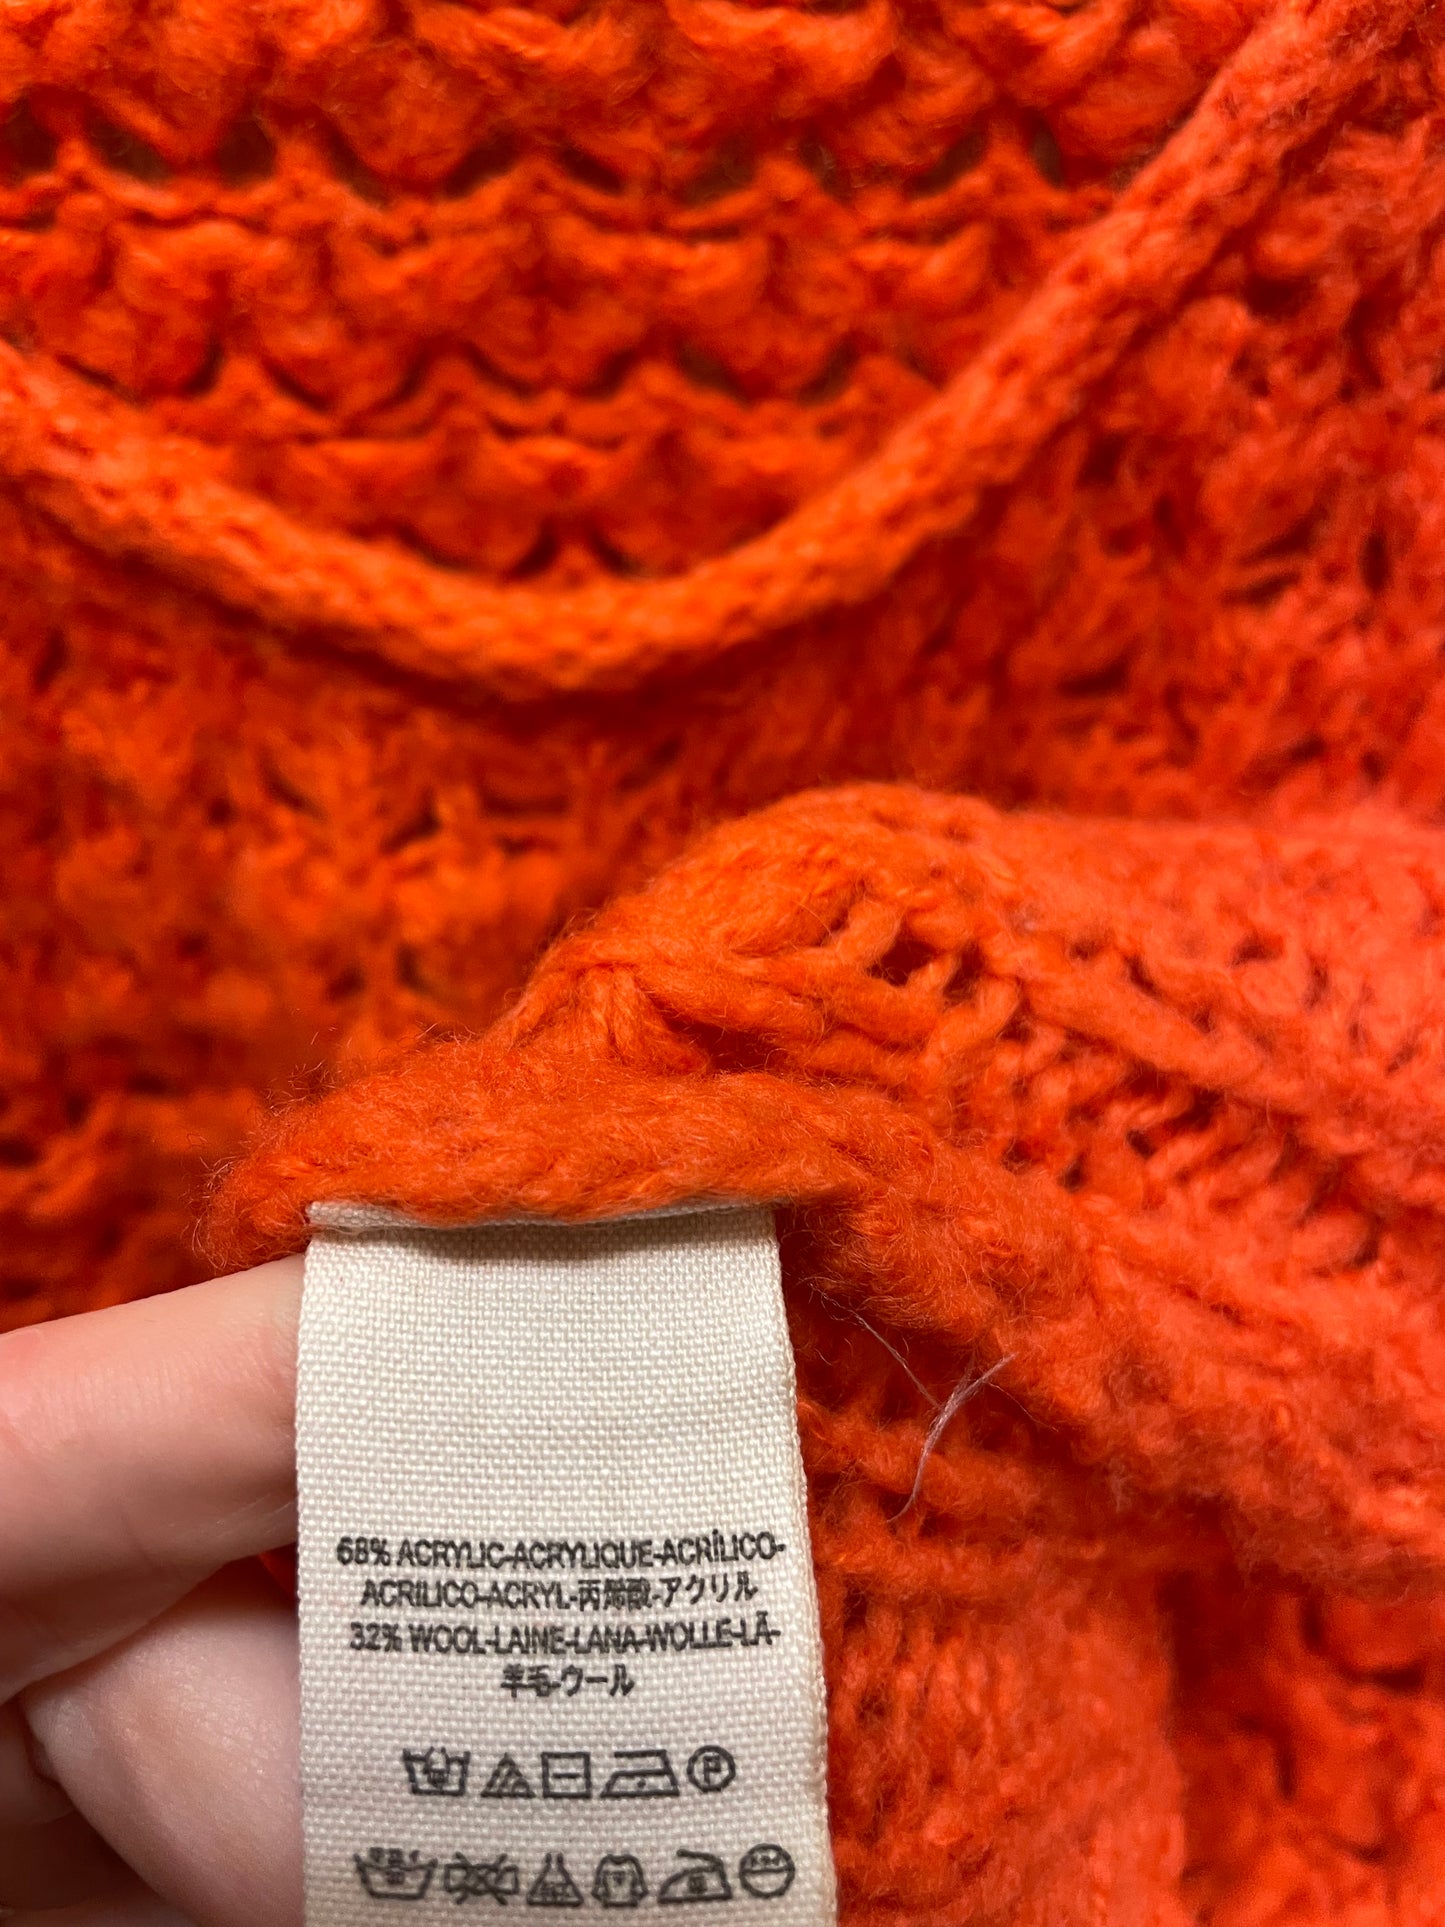 68% ACRYLIC-ACRYLIQUE-ACRÍLICO-
ACRILICO-ACRYL-丙烯酸-アクリル
32% WOOL-LAINE-LANA-WOLLE-LÃ-
羊毛-ウール
P